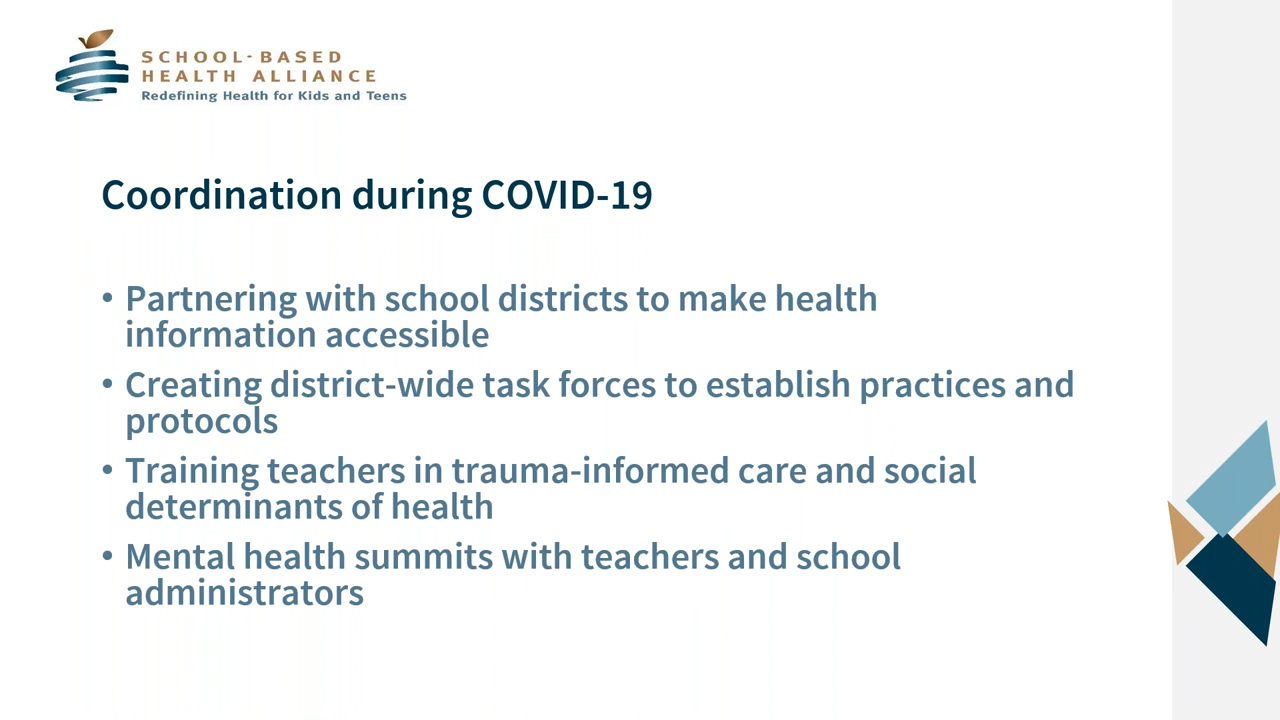 SCHOOL-BASED
HEALTH ALLIANCE
Redefining Health for Kids and Teens
Coordination during COVID-19
• Partnering with school districts to make health
information accessible
• Creating district-wide task forces to establish practices and
protocols
• Training teachers in trauma-informed care and social
determinants of health
• Mental health summits with teachers and school
administrators